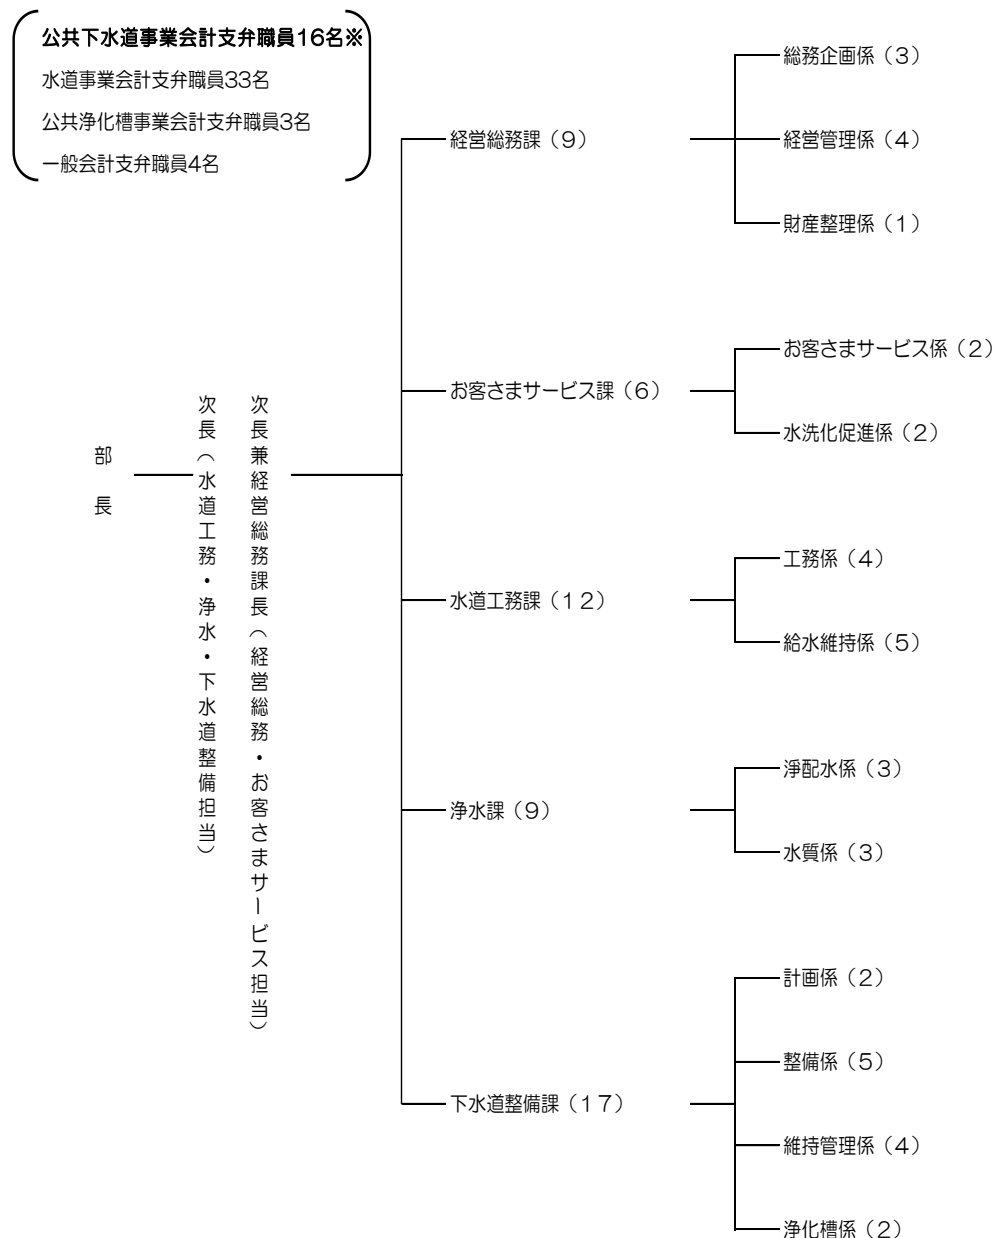 公共下水道事業会計支弁職員16名※
水道事業会計支弁職員33名
公共浄化槽事業会計支弁職員3名
一般会計支弁職員4名
部長
次長（水道工務・浄水・下水道整備担当）
次長兼経営総務課長（経営総務・お客さまサービス担当）
経営総務課（9）
総務企画係（3）
経営管理係（4）
財産整理係（1）
お客さまサービス課（6）
お客さまサービス係（2）
水洗化促進係（2）
水道工務課（12）
工務係（4）
給水維持係（5）
浄水課（9）
浄配水係（3）
水質係（3）
下水道整備課（17）
計画係（2）
整備係（5）
維持管理係（4）
浄化槽係（2）